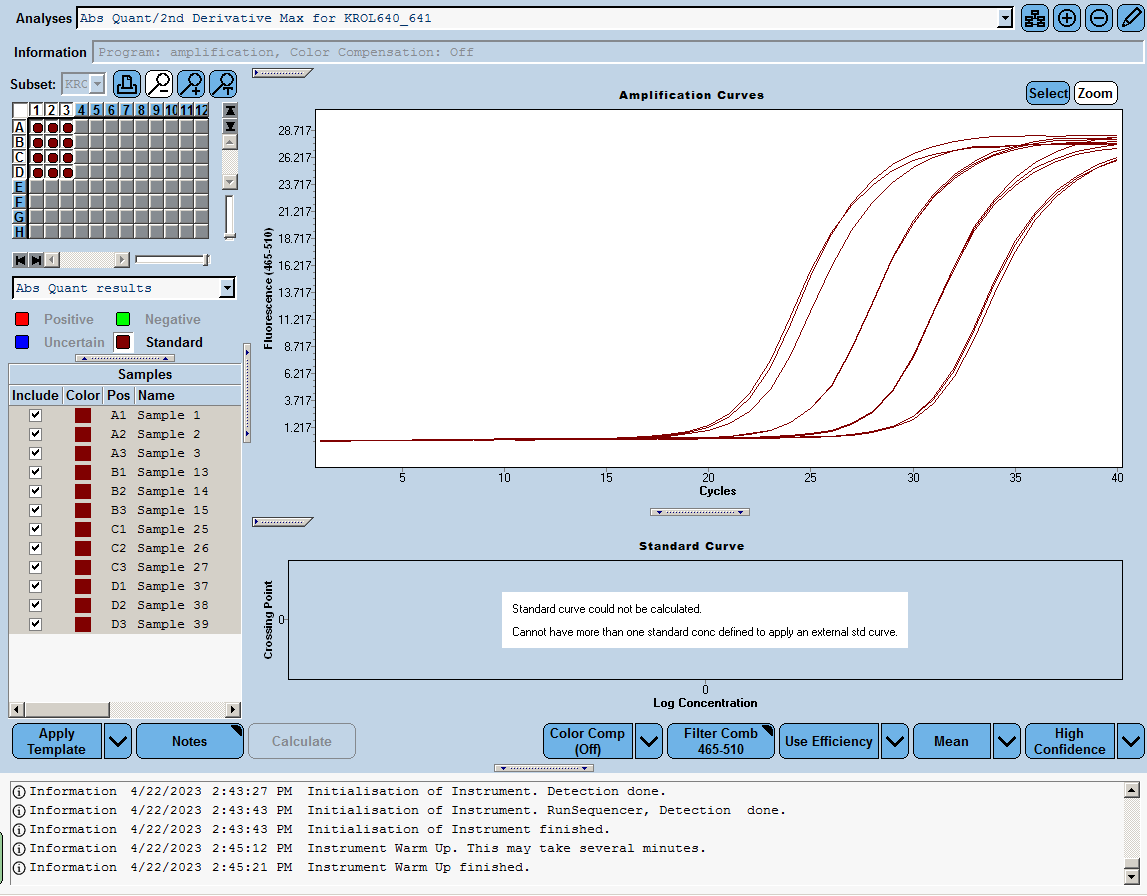 Analyses Abs Quant/2nd Derivative Max for KROL640_641
Information Program: amplification, Color Compensation: Off
Subset: KRO
1 2 3 4 5 6 7 8 9 10 11 12
A
B
C
D
E
F
G
H
Abs Quant results
Positive Negative
Uncertain Standard
Samples
Include Color Pos Name
A1 Sample 1
A2 Sample 2
A3 Sample 3
B1 Sample 13
B2 Sample 14
B3 Sample 15
C1 Sample 25
C2 Sample 26
C3 Sample 27
D1 Sample 37
D2 Sample 38
D3 Sample 39
Amplification Curves
Select Zoom
Fluorescence (465-510)
28.717
26.217
23.717
21.217
18.717
16.217
13.717
11.217
8.717
6.217
3.717
1.217
5 10 15 20 25 30 35 40
Cycles
Standard Curve
Crossing Point
0
Standard curve could not be calculated.
Cannot have more than one standard conc defined to apply an external std curve.
0
Log Concentration
Apply Template
Notes
Calculate
Color Comp (Off)
Filter Comb 465-510
Use Efficiency
Mean
High Confidence
Information 4/22/2023 2:43:27 PM Initialisation of Instrument. Detection done.
Information 4/22/2023 2:43:43 PM Initialisation of Instrument. RunSequencer, Detection done.
Information 4/22/2023 2:43:43 PM Initialisation of Instrument finished.
Information 4/22/2023 2:45:12 PM Instrument Warm Up. This may take several minutes.
Information 4/22/2023 2:45:21 PM Instrument Warm Up finished.